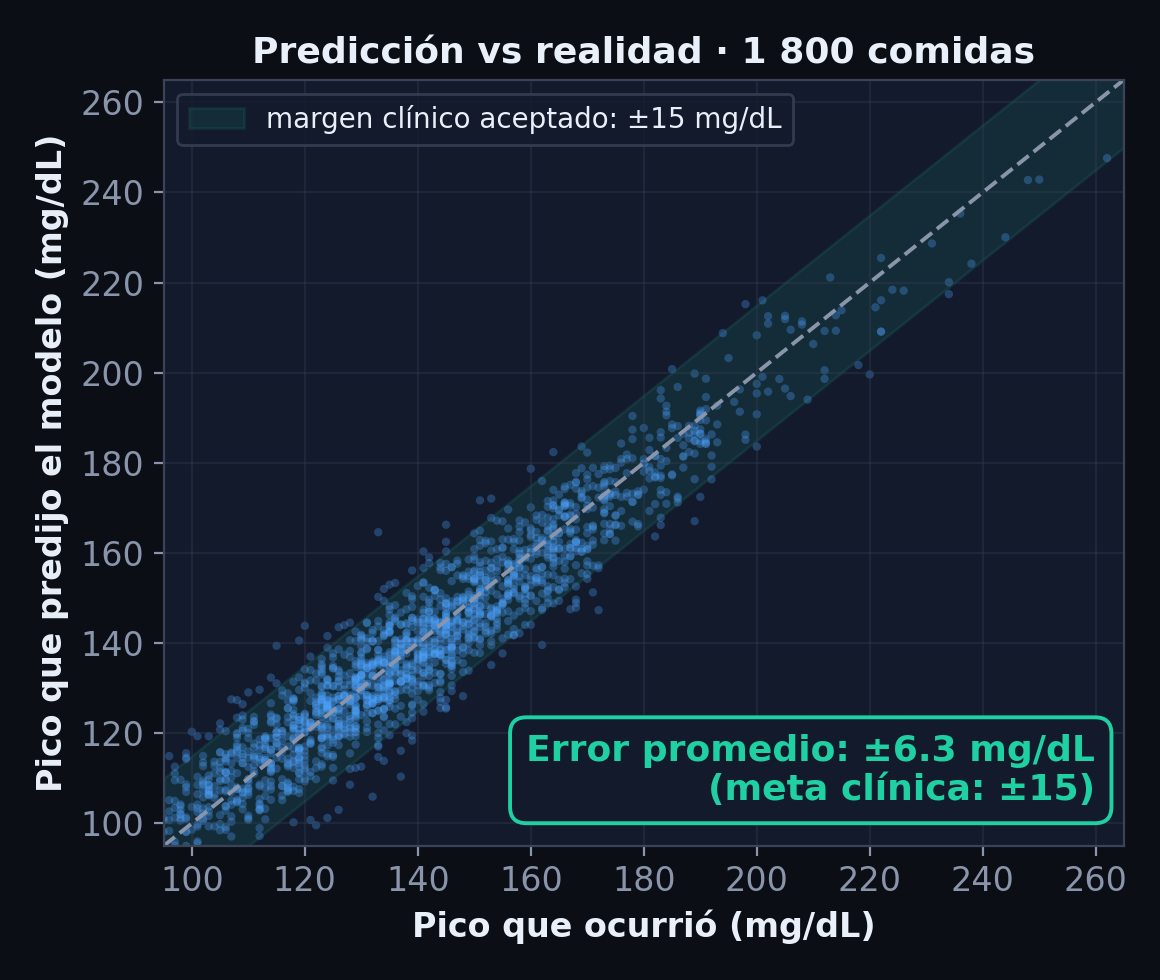 Predicción vs realidad · 1 800 comidas
margen clínico aceptado: ±15 mg/dL
Pico que predijo el modelo (mg/dL)
260
240
220
200
180
160
140
120
100
Error promedio: ±6.3 mg/dL
(meta clínica: ±15)
100 120 140 160 180 200 220 240 260
Pico que ocurrió (mg/dL)